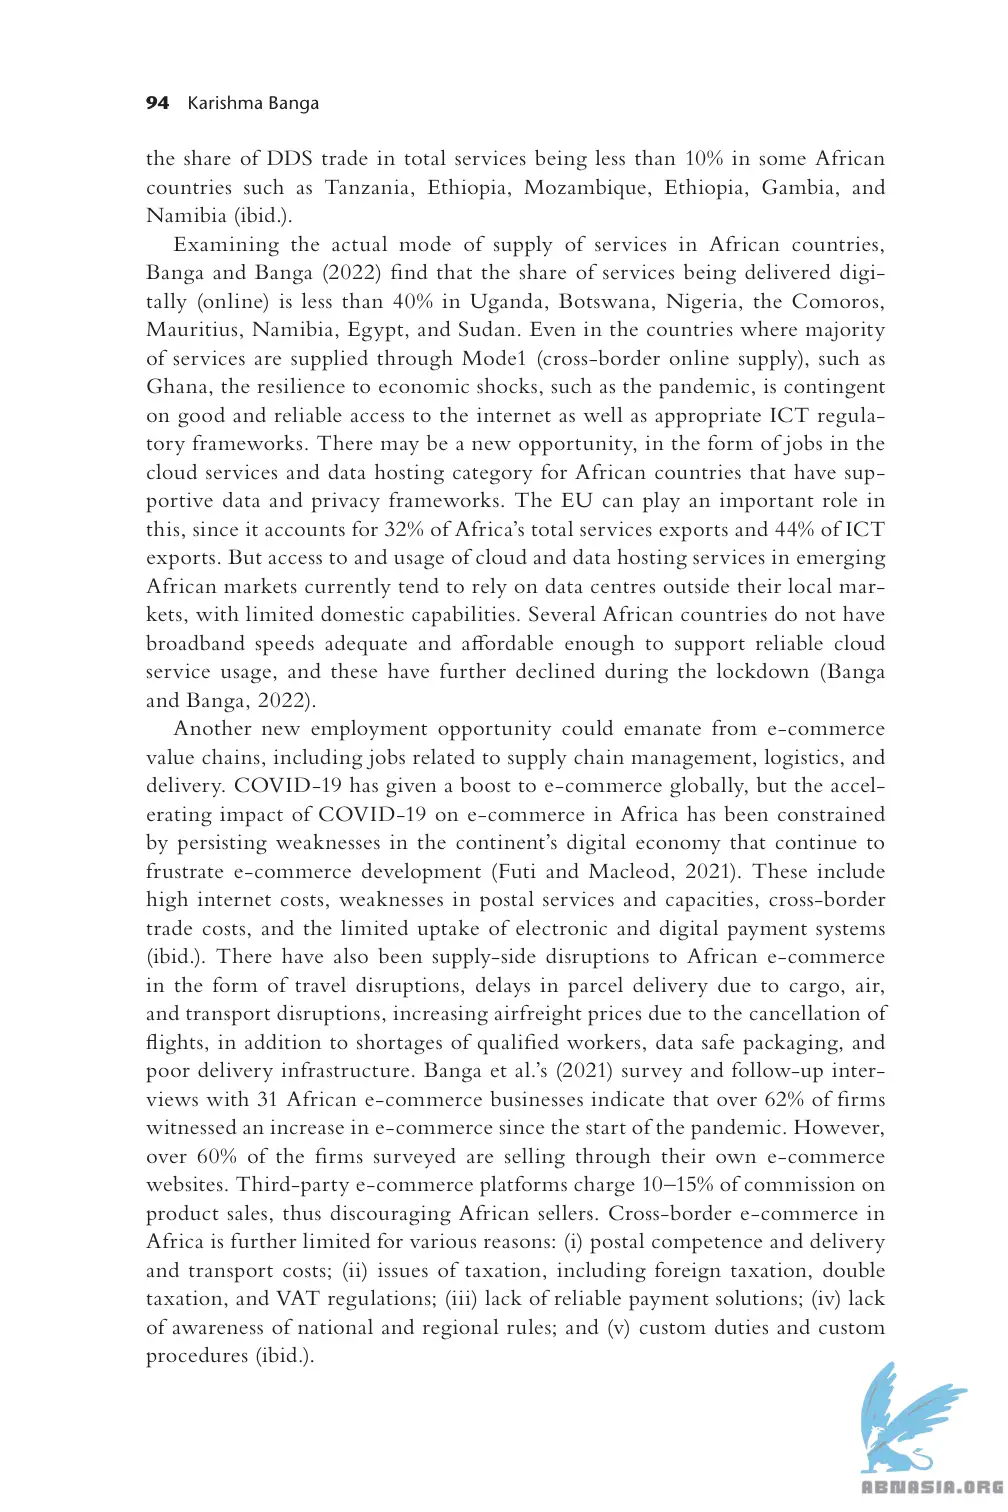 94 Karishma Banga
the share of DDS trade in total services being less than 10% in some African
countries such as Tanzania, Ethiopia, Mozambique, Ethiopia, Gambia, and
Namibia (ibid.).
Examining the actual mode of supply of services in African countries,
Banga and Banga (2022) find that the share of services being delivered digi-
tally (online) is less than 40% in Uganda, Botswana, Nigeria, the Comoros,
Mauritius, Namibia, Egypt, and Sudan. Even in the countries where majority
of services are supplied through Mode1 (cross-border online supply), such as
Ghana, the resilience to economic shocks, such as the pandemic, is contingent
on good and reliable access to the internet as well as appropriate ICT regula-
tory frameworks. There may be a new opportunity, in the form of jobs in the
cloud services and data hosting category for African countries that have sup-
portive data and privacy frameworks. The EU can play an important role in
this, since it accounts for 32% of Africa’s total services exports and 44% of ICT
exports. But access to and usage of cloud and data hosting services in emerging
African markets currently tend to rely on data centres outside their local mar-
kets, with limited domestic capabilities. Several African countries do not have
broadband speeds adequate and affordable enough to support reliable cloud
service usage, and these have further declined during the lockdown (Banga
and Banga, 2022).
Another new employment opportunity could emanate from e-commerce
value chains, including jobs related to supply chain management, logistics, and
delivery. COVID-19 has given a boost to e-commerce globally, but the accel-
erating impact of COVID-19 on e-commerce in Africa has been constrained
by persisting weaknesses in the continent’s digital economy that continue to
frustrate e-commerce development (Futi and Macleod, 2021). These include
high internet costs, weaknesses in postal services and capacities, cross-border
trade costs, and the limited uptake of electronic and digital payment systems
(ibid.). There have also been supply-side disruptions to African e-commerce
in the form of travel disruptions, delays in parcel delivery due to cargo, air,
and transport disruptions, increasing airfreight prices due to the cancellation of
flights, in addition to shortages of qualified workers, data safe packaging, and
poor delivery infrastructure. Banga et al.’s (2021) survey and follow-up inter-
views with 31 African e-commerce businesses indicate that over 62% of firms
witnessed an increase in e-commerce since the start of the pandemic. However,
over 60% of the firms surveyed are selling through their own e-commerce
websites. Third-party e-commerce platforms charge 10–15% of commission on
product sales, thus discouraging African sellers. Cross-border e-commerce in
Africa is further limited for various reasons: (i) postal competence and delivery
and transport costs; (ii) issues of taxation, including foreign taxation, double
taxation, and VAT regulations; (iii) lack of reliable payment solutions; (iv) lack
of awareness of national and regional rules; and (v) custom duties and custom
procedures (ibid.).
ABNASIA.ORG